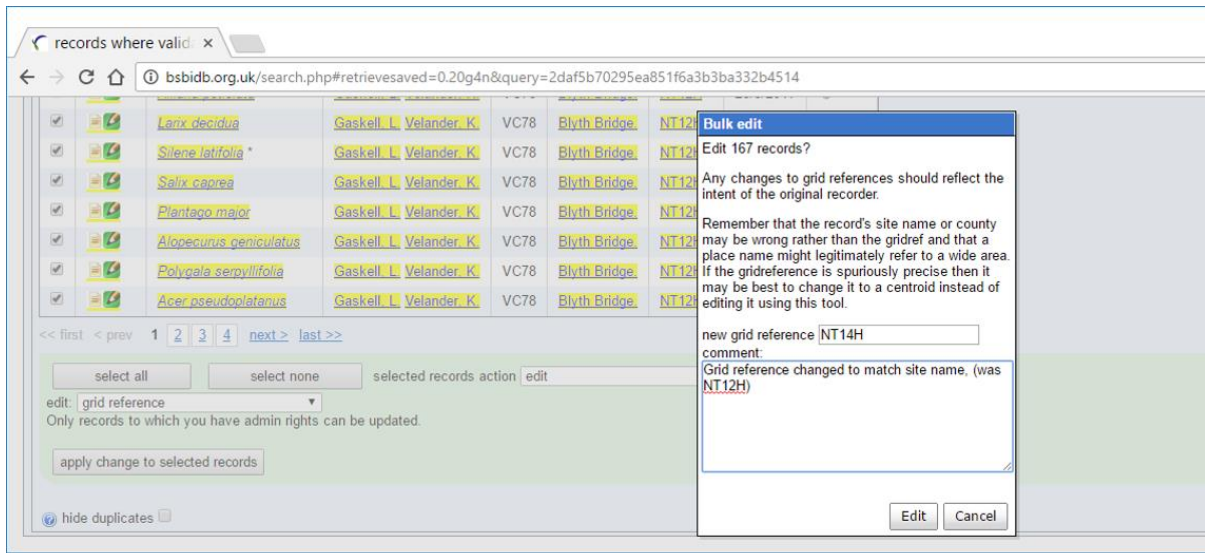 records where valid
bsbidb.org.uk/search.php#retrievesaved=0.20g4n&query=2daf5b70295ea851f6a3b3ba332b4514
Larix decidua Gaskell, L. Velander, K. VC78 Blyth Bridge, NT12H
Silene latifolia * Gaskell, L. Velander, K. VC78 Blyth Bridge, NT12H
Salix caprea Gaskell, L. Velander, K. VC78 Blyth Bridge, NT12H
Plantago major Gaskell, L. Velander, K. VC78 Blyth Bridge, NT12H
Alopecurus geniculatus Gaskell, L. Velander, K. VC78 Blyth Bridge, NT12H
Polygala serpyllifolia Gaskell, L. Velander, K. VC78 Blyth Bridge, NT12H
Acer pseudoplatanus Gaskell, L. Velander, K. VC78 Blyth Bridge, NT12H
<< first < prev 1 2 3 4 next > last >>
select all select none selected records action edit
edit: grid reference
Only records to which you have admin rights can be updated.
apply change to selected records
hide duplicates
Bulk edit
Edit 167 records?
Any changes to grid references should reflect the
intent of the original recorder.
Remember that the record's site name or county
may be wrong rather than the gridref and that a
place name might legitimately refer to a wide area.
If the gridreference is spuriously precise then it
may be best to change it to a centroid instead of
editing it using this tool.
new grid reference NT14H
comment:
Grid reference changed to match site name, (was
NT12H)
Edit Cancel